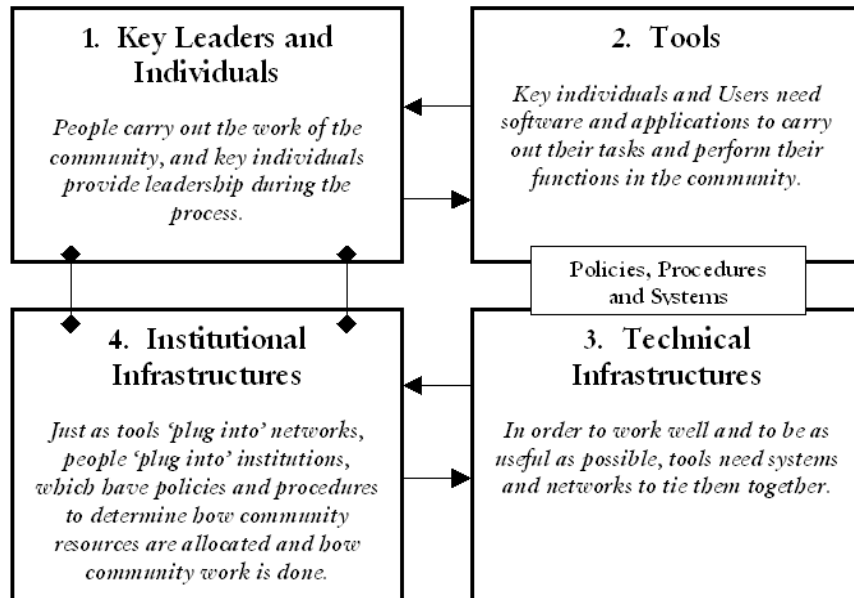 1. Key Leaders and
Individuals
People carry out the work of the
community, and key individuals
provide leadership during the
process.
2. Tools
Key individuals and Users need
software and applications to carry
out their tasks and perform their
functions in the community.
Policies, Procedures
and Systems
4. Institutional
Infrastructures
Just as tools ‘plug into’ networks,
people ‘plug into’ institutions,
which have policies and procedures
to determine how community
resources are allocated and how
community work is done.
3. Technical
Infrastructures
In order to work well and to be as
useful as possible, tools need systems
and networks to tie them together.